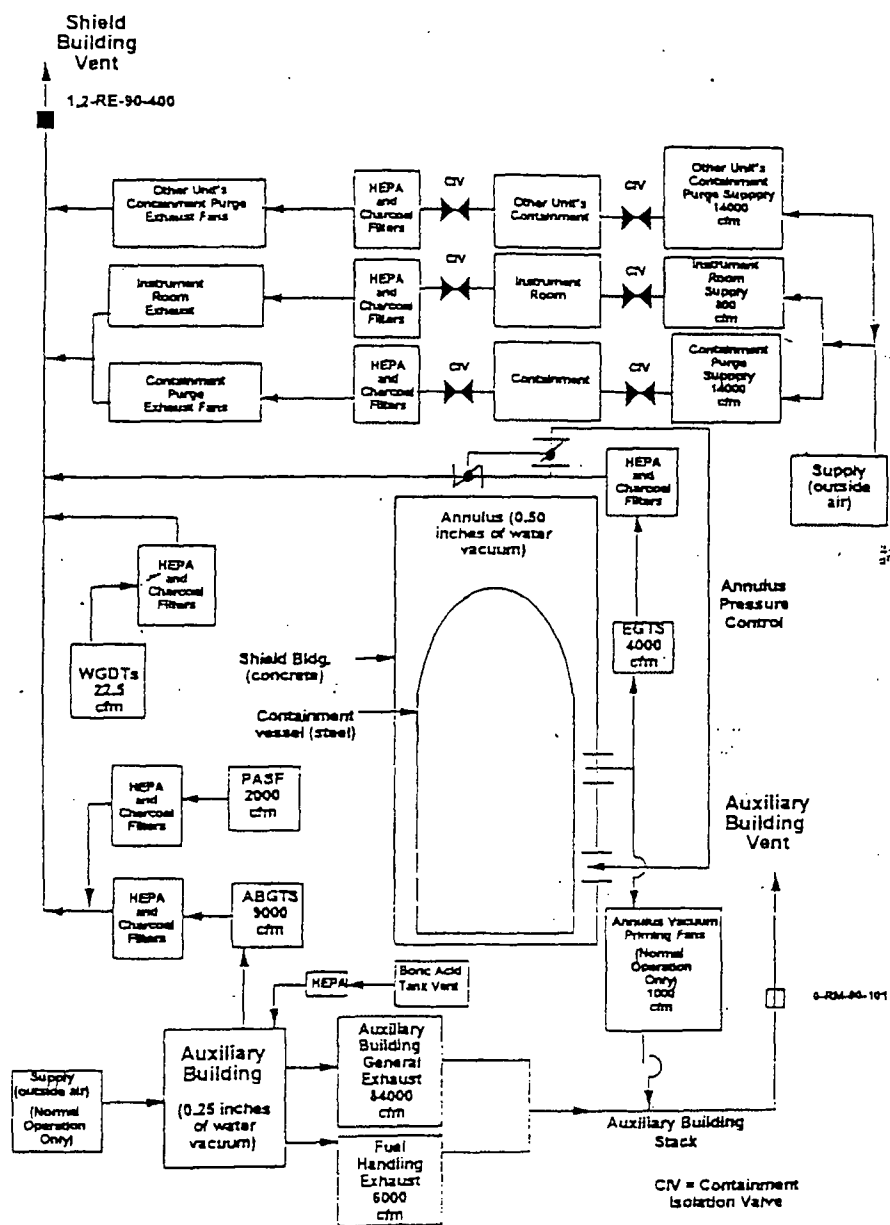 Shield
Building
Vent
1,2-RE-90-400
Other Unit's
Containment Purge
Exhaust Fans
HEPA
and
Charcoal
Filters
CIV
Other Unit's
Containment
CIV
Other Unit's
Containment
Purge Suppply
14000
cfm
Instrument
Room
Exhaust
HEPA
and
Charcoal
Filters
CIV
Instrument
Room
CIV
Instrument
Room
Supply
800
cfm
Containment
Purge
Exhaust Fans
HEPA
and
Charcoal
Filters
CIV
Containment
CIV
Containment
Purge
Supply
14000
cfm
HEPA
and Charcoal
Filters
Supply
(outside
air)
Annulus (0.50
inches of water
vacuum)
HEPA
and
Charcoal
Filters
Annulus
Pressure
Control
EGTS
4000
cfm
Shield Bldg.
(concrete)
WGDTs
22.5
cfm
Containment
vessel (steel)
HEPA
and
Charcoal
Filters
PASF
2000
cfm
Auxiliary
Building
Vent
HEPA
and
Charcoal
Filters
ABGTS
9000
cfm
Annulus Vacuum
Priming Fans
(Normal
Operation
Only)
1000
cfm
0-RM-90-101
HEPA
Boric Acid
Tank Vent
Auxiliary
Building
(0.25 inches
of water
vacuum)
Auxiliary
Building
General
Exhaust
84000
cfm
Supply
(outside air)
(Normal
Operation
Only)
Auxiliary Building
Stack
Fuel
Handling
Exhaust
6000
cfm
CIV = Containment
Isolation Valve